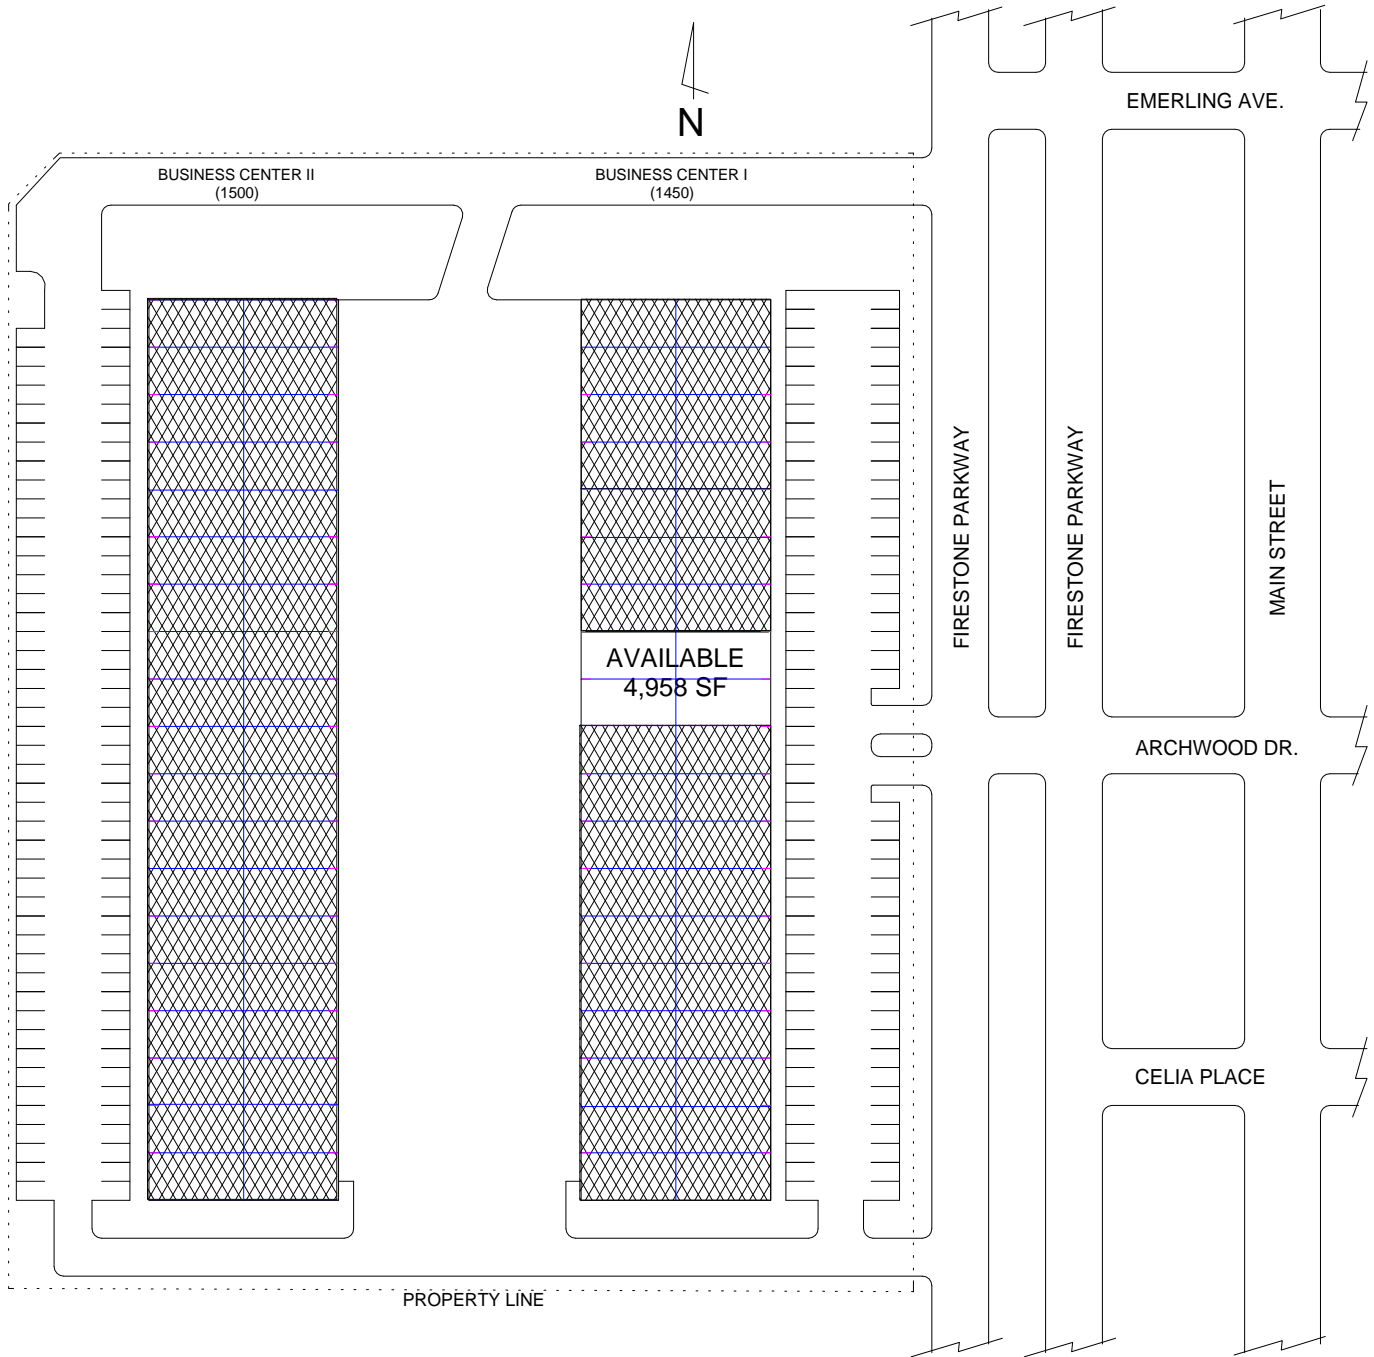 N
EMERLING AVE.
BUSINESS CENTER II
(1500)
BUSINESS CENTER I
(1450)
FIRESTONE PARKWAY
FIRESTONE PARKWAY
MAIN STREET
AVAILABLE
4,958 SF
ARCHWOOD DR.
CELIA PLACE
PROPERTY LINE